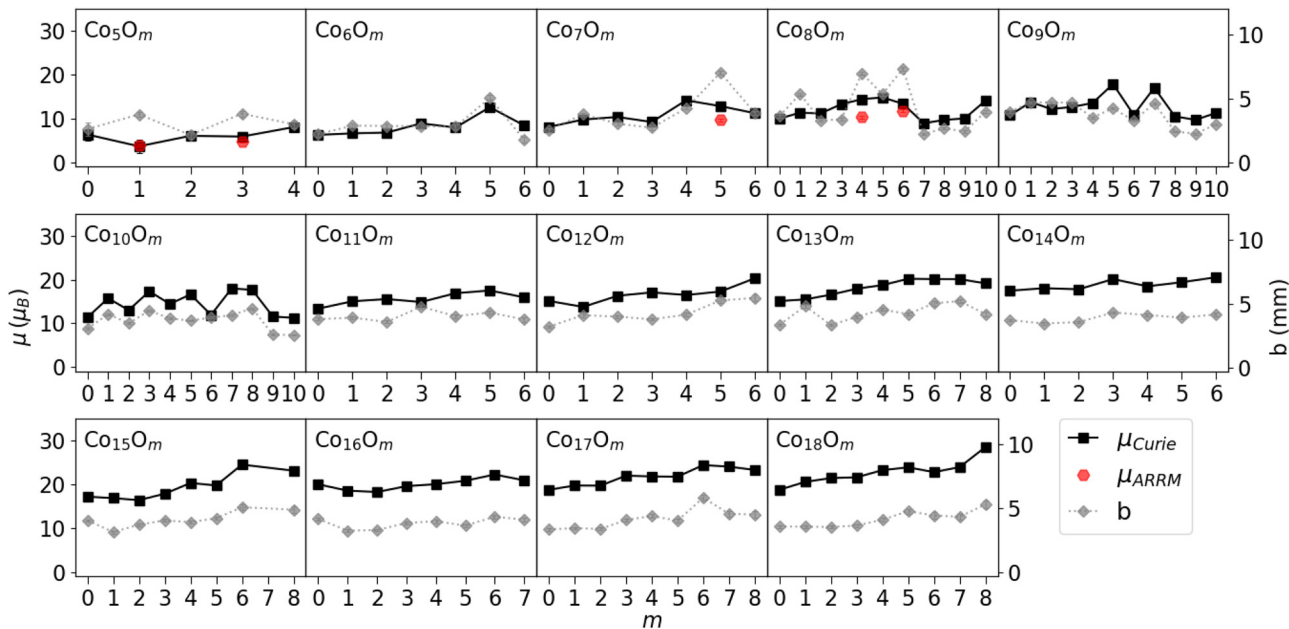 Co₅Oₘ Co₆Oₘ Co₇Oₘ Co₈Oₘ Co₉Oₘ
30
20
10
0
10
5
0
0 1 2 3 4 0 1 2 3 4 5 6 0 1 2 3 4 5 6 0 1 2 3 4 5 6 7 8 9 10 0 1 2 3 4 5 6 7 8 9 10
Co₁₀Oₘ Co₁₁Oₘ Co₁₂Oₘ Co₁₃Oₘ Co₁₄Oₘ
μ (μ_B)
30
20
10
0
10
5
0
b (mm)
0 1 2 3 4 5 6 7 8 9 10 0 1 2 3 4 5 6 0 1 2 3 4 5 6 0 1 2 3 4 5 6 7 8 0 1 2 3 4 5 6
Co₁₅Oₘ Co₁₆Oₘ Co₁₇Oₘ Co₁₈Oₘ
30
20
10
0
10
5
0
0 1 2 3 4 5 6 7 8 0 1 2 3 4 5 6 7 8 0 1 2 3 4 5 6 7 8 0 1 2 3 4 5 6 7 8
m
μ_Curie
μ_ARRM
b